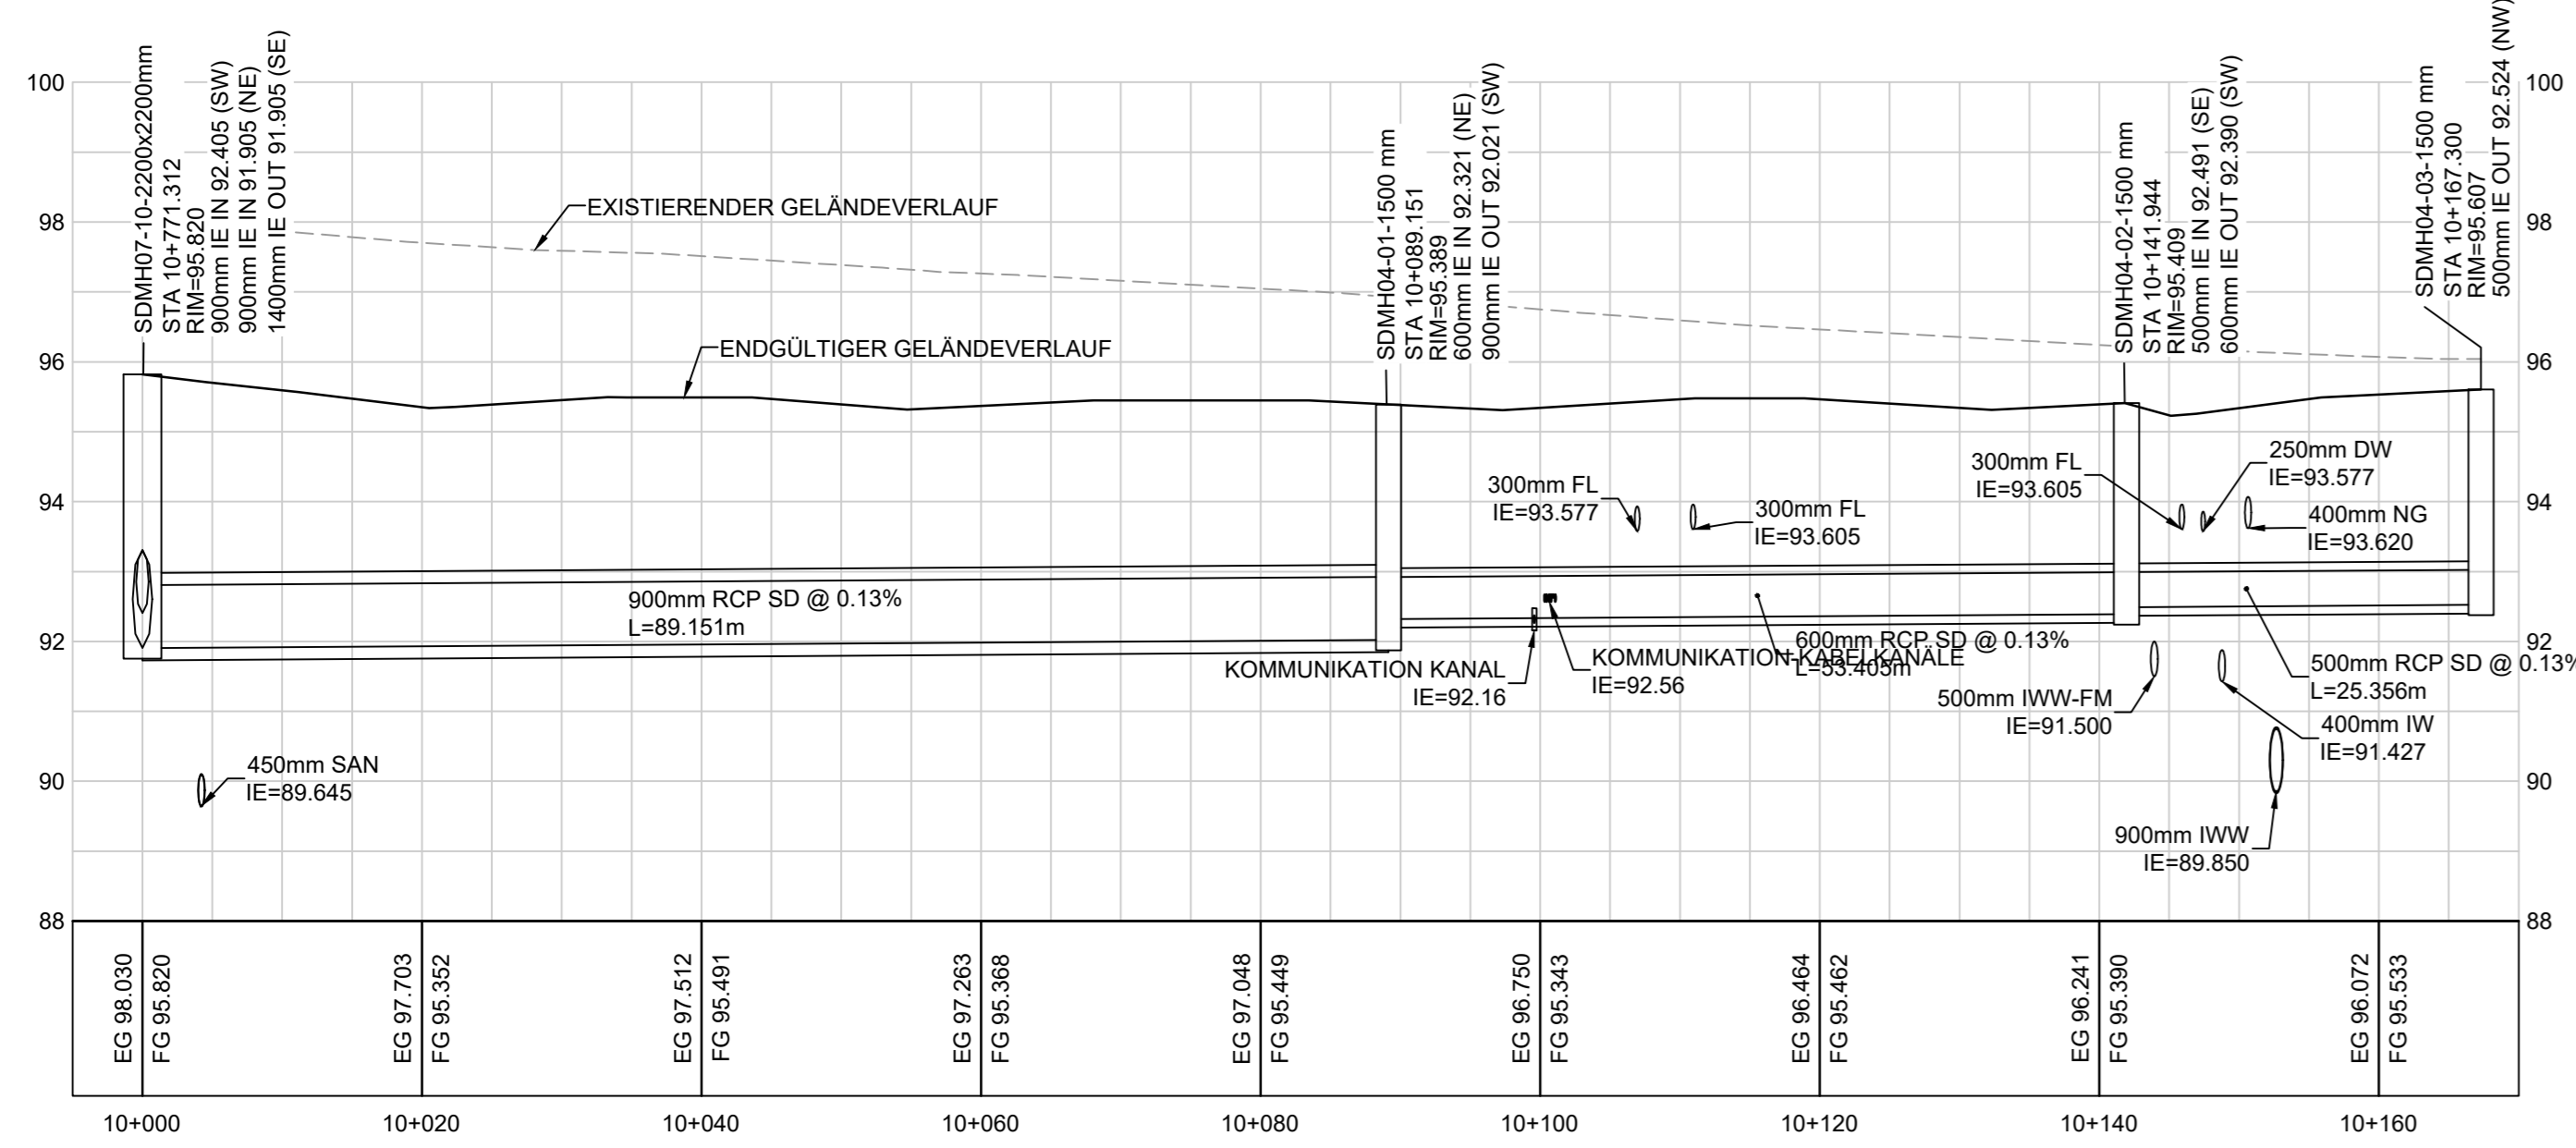 SDMH07-10-2200x2200mm
STA 10+771.312
RIM=95.820
900mm IE IN 92.405 (SW)
900mm IE IN 91.905 (NE)
1400mm IE OUT 91.905 (SE)
SDMH04-01-1500 mm
STA 10+089.151
RIM=95.389
600mm IE IN 92.321 (NE)
900mm IE OUT 92.021 (SW)
SDMH04-02-1500 mm
STA 10+141.944
RIM=95.409
500mm IE IN 92.491 (SE)
600mm IE OUT 92.390 (SW)
SDMH04-03-1500 mm
STA 10+167.300
RIM=95.607
500mm IE OUT 92.524 (NW)
100
98
96
94
92
90
88
100
98
96
94
92
90
88
EXISTIERENDER GELÄNDEVERLAUF
ENDGÜLTIGER GELÄNDEVERLAUF
900mm RCP SD @ 0.13%
L=89.151m
450mm SAN
IE=89.645
300mm FL
IE=93.577
300mm FL
IE=93.605
KOMMUNIKATION KANAL
IE=92.16
KOMMUNIKATION-KABELKANÄLE
IE=92.56
600mm RCP SD @ 0.13%
L=53.405m
300mm FL
IE=93.605
250mm DW
IE=93.577
400mm NG
IE=93.620
500mm RCP SD @ 0.13%
L=25.356m
500mm IWW-FM
IE=91.500
400mm IW
IE=91.427
900mm IWW
IE=89.850
EG 98.030
FG 95.820
EG 97.703
FG 95.352
EG 97.512
FG 95.491
EG 97.263
FG 95.368
EG 97.048
FG 95.449
EG 96.750
FG 95.343
EG 96.464
FG 95.462
EG 96.241
FG 95.390
EG 96.072
FG 95.533
10+000
10+020
10+040
10+060
10+080
10+100
10+120
10+140
10+160